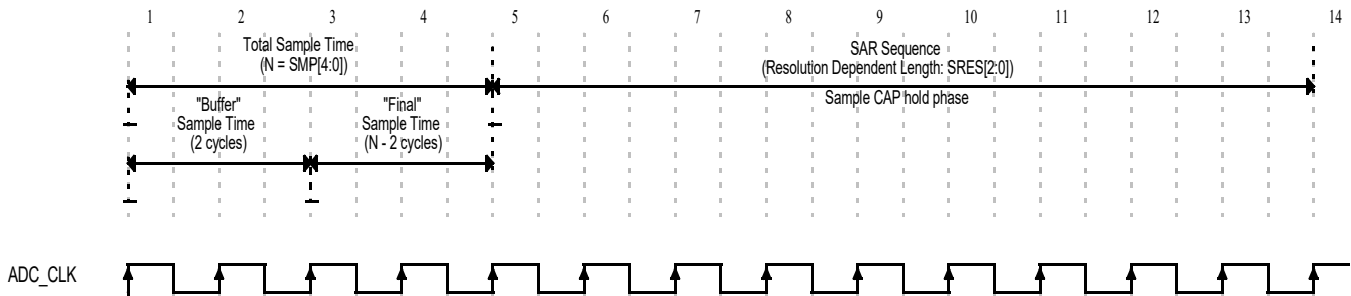 1 2 3 4 5 6 7 8 9 10 11 12 13 14
Total Sample Time
(N = SMP[4:0])
SAR Sequence
(Resolution Dependent Length: SRES[2:0])
Sample CAP hold phase
"Buffer"
Sample Time
(2 cycles)
"Final"
Sample Time
(N - 2 cycles)
ADC_CLK